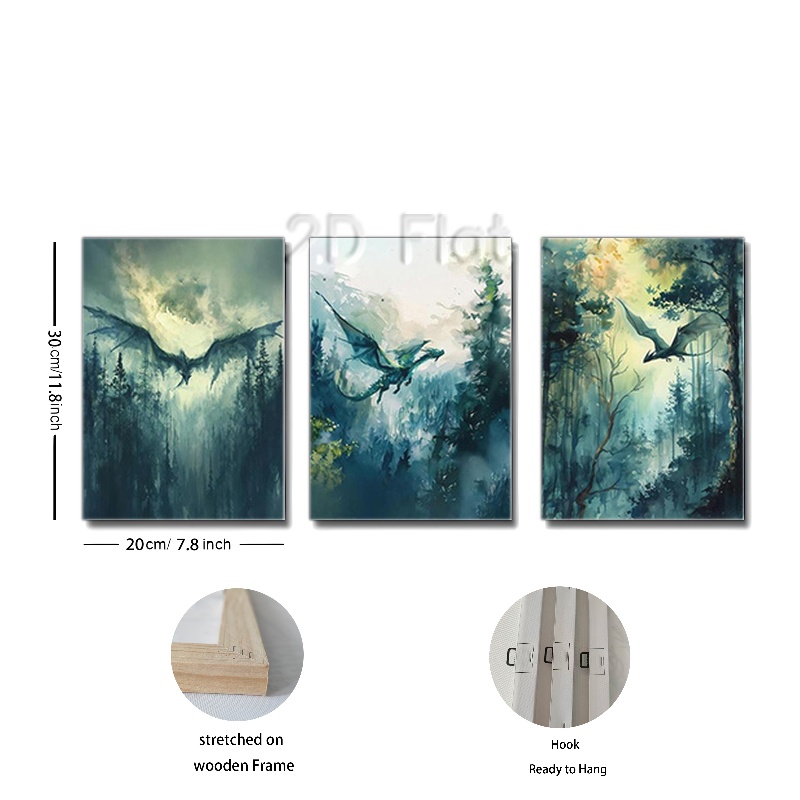 2D Flat
30cm/11.8inch
20cm/ 7.8 inch
stretched on
wooden Frame
Hook
Ready to Hang